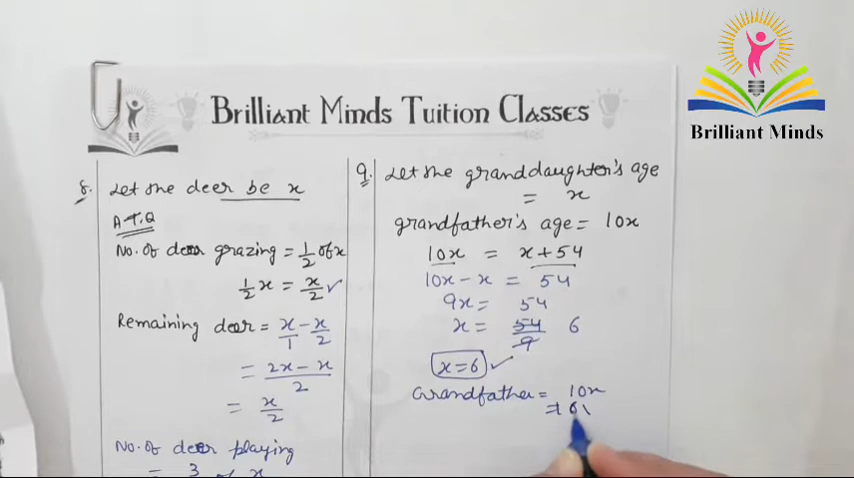 Brilliant Minds Tuition Classes
Brilliant Minds
8. Let the deer be x
A.T.Q
No. of deer grazing = 1/2 of x
1/2 x = x/2 ✓
Remaining deer = x/1 - x/2
= 2x - x/2
= x/2
No. of deer playing
= 3 of x
9. Let the granddaughter's age
= x
grandfather's age = 10x
10x = x + 54
10x - x = 54
9x = 54
x = 54/9 6
x = 6 ✓
Grandfather = 10x